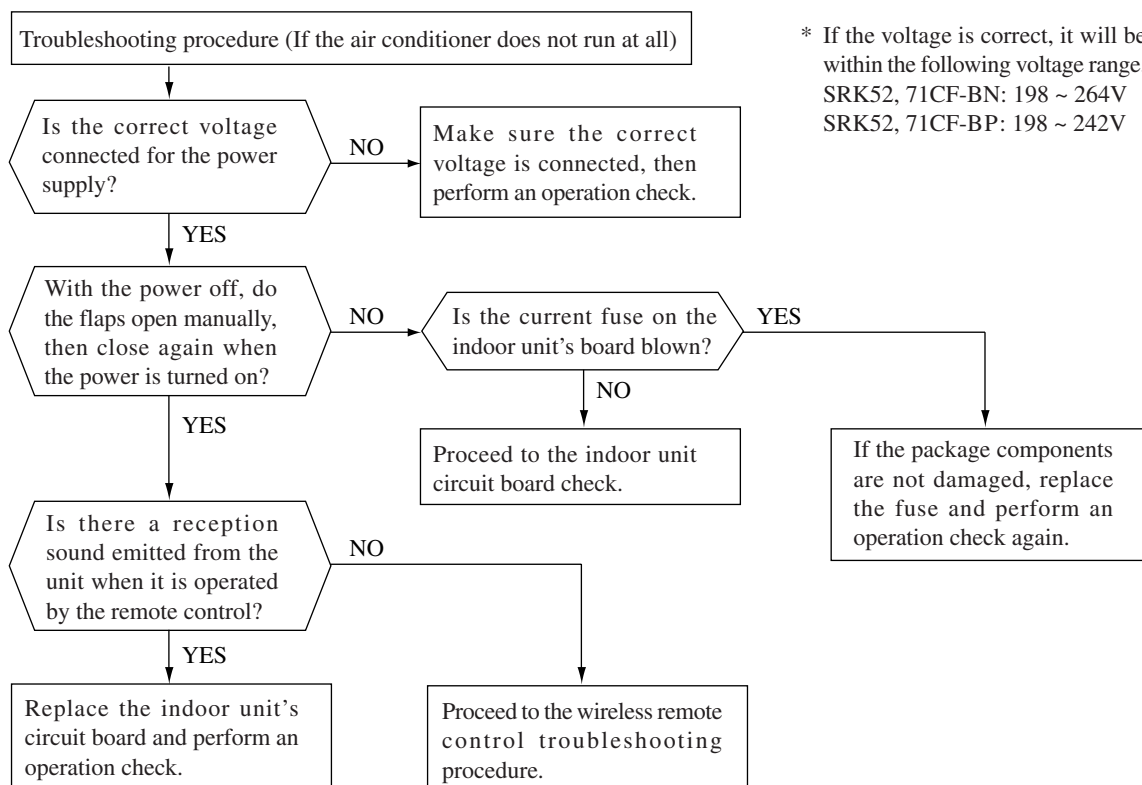 Troubleshooting procedure (If the air conditioner does not run at all)
* If the voltage is correct, it will be
within the following voltage range
SRK52, 71CF-BN: 198 ~ 264V
SRK52, 71CF-BP: 198 ~ 242V
Is the correct voltage
connected for the power
supply?
NO
Make sure the correct
voltage is connected, then
perform an operation check.
YES
With the power off, do
the flaps open manually,
then close again when
the power is turned on?
NO
Is the current fuse on the
indoor unit's board blown?
YES
NO
YES
Proceed to the indoor unit
circuit board check.
If the package components
are not damaged, replace
the fuse and perform an
operation check again.
Is there a reception
sound emitted from the
unit when it is operated
by the remote control?
NO
YES
Replace the indoor unit's
circuit board and perform an
operation check.
Proceed to the wireless remote
control troubleshooting
procedure.